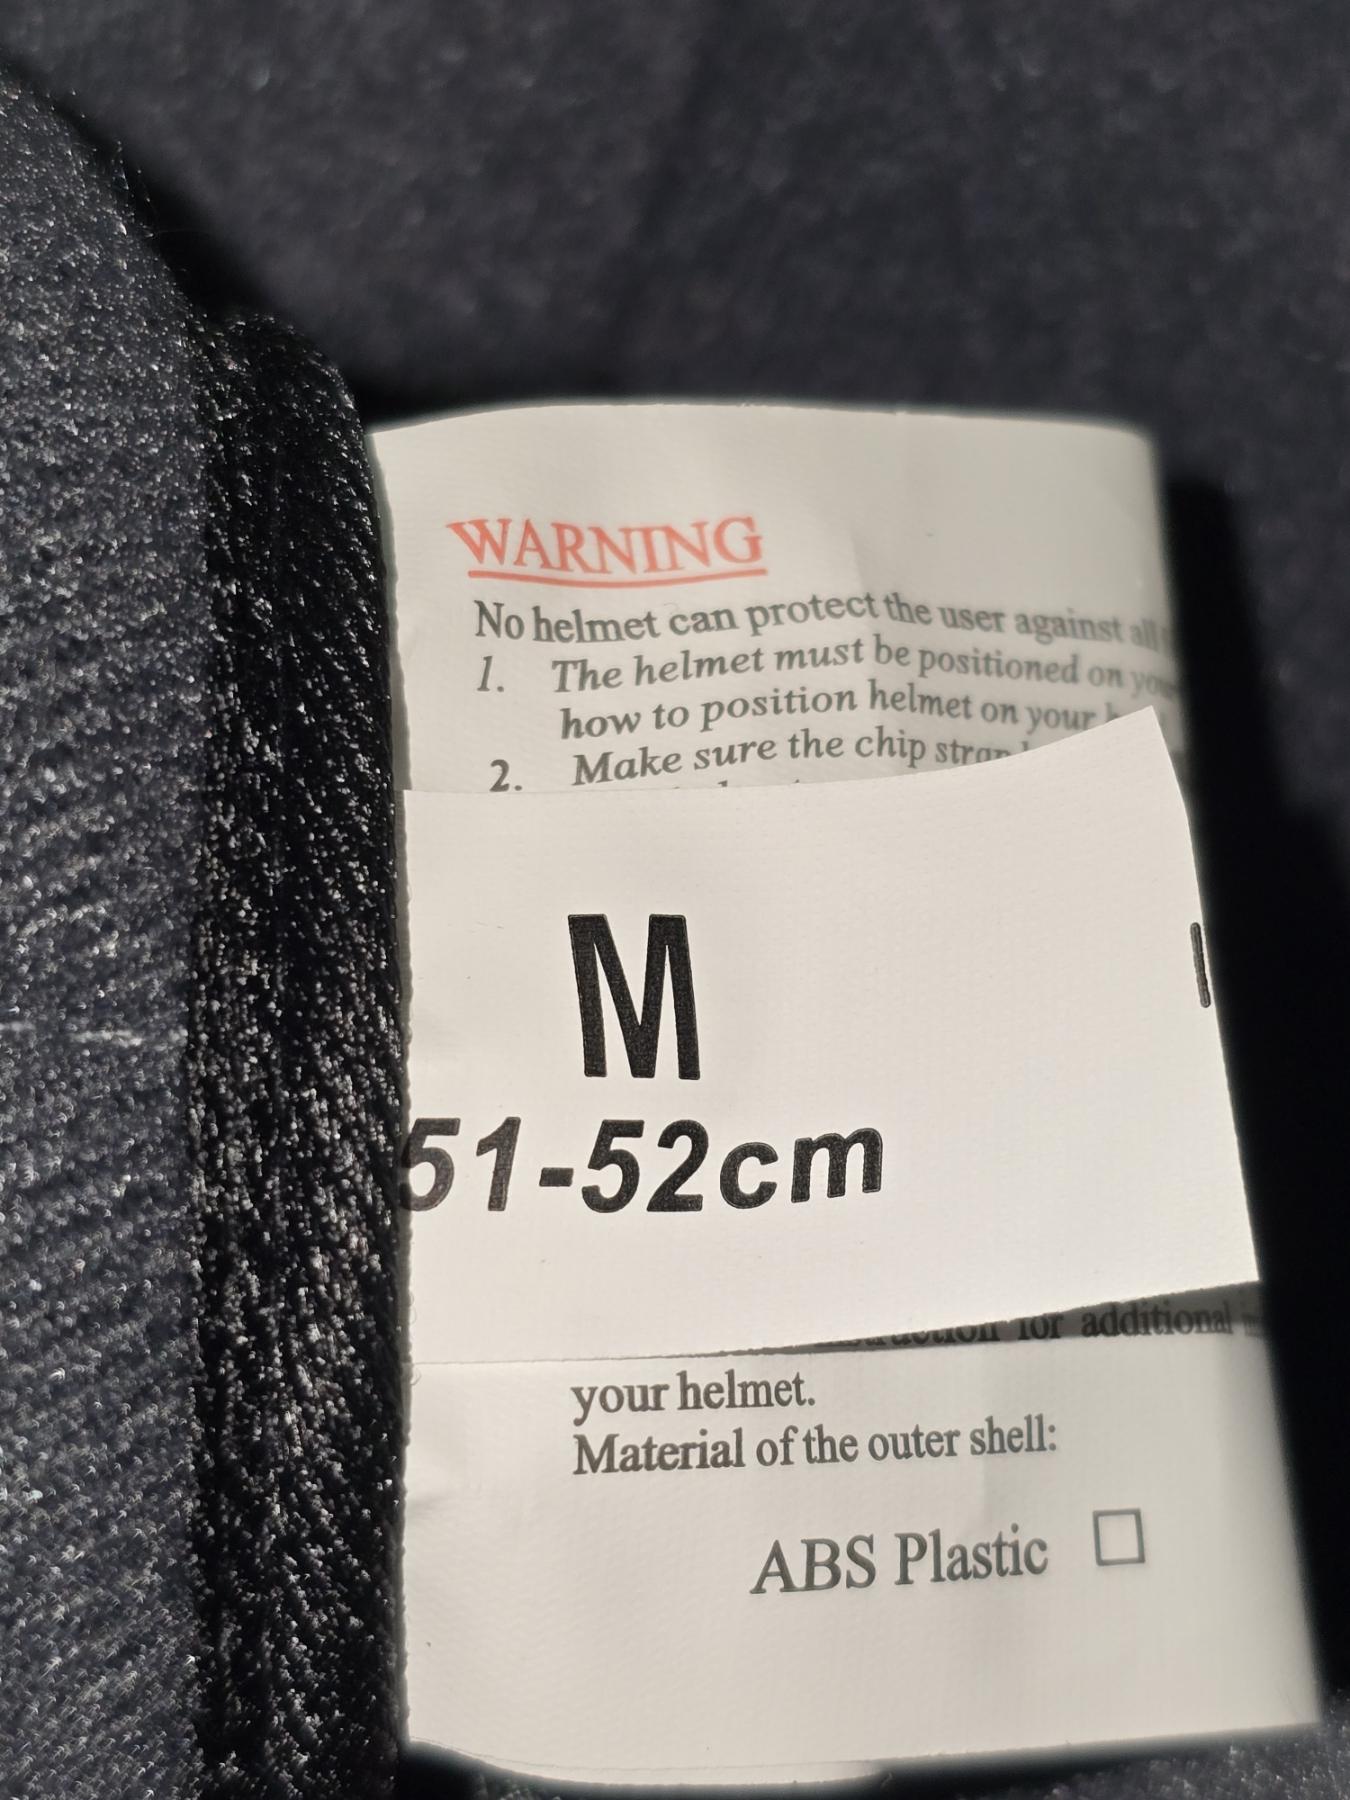 WARNING
No helmet can protect the user against all
1. The helmet must be positioned on
how to position helmet on your
2. Make sure the chip strap
M
51-52cm
for additional
your helmet.
Material of the outer shell:
ABS Plastic □